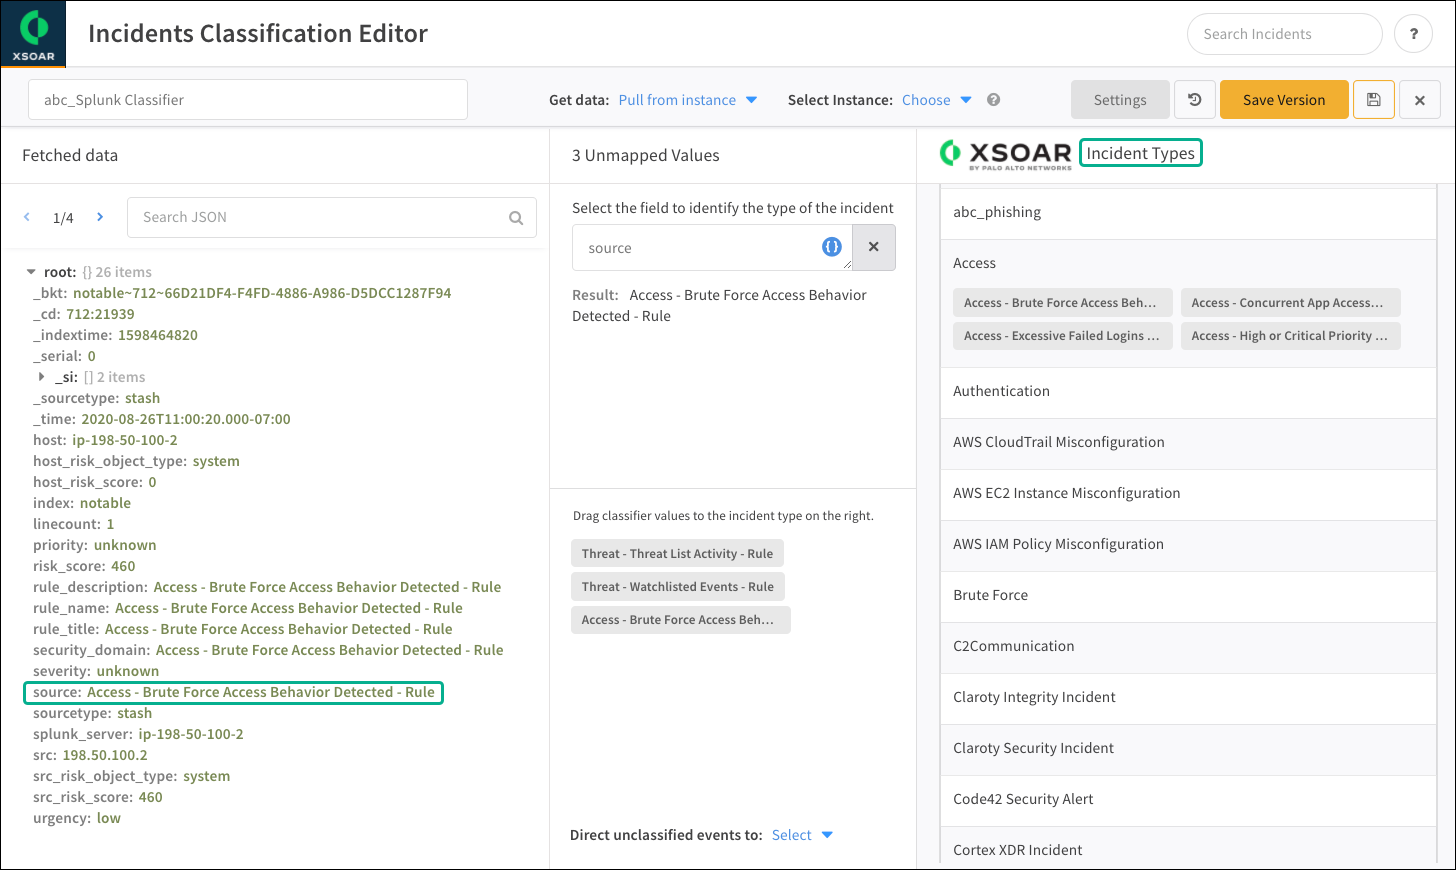 XSOAR
Incidents Classification Editor
Search Incidents
?
abc_Splunk Classifier
Get data: Pull from instance
Select Instance: Choose
?
Settings
Save Version
Fetched data
1/4
Search JSON
root: {} 26 items
_bkt: notable~712~66D21DF4-F4FD-4886-A986-D5DCC1287F94
_cd: 712:21939
_indextime: 1598464820
_serial: 0
_si: [] 2 items
_sourcetype: stash
_time: 2020-08-26T11:00:20.000-07:00
host: ip-198-50-100-2
host_risk_object_type: system
host_risk_score: 0
index: notable
linecount: 1
priority: unknown
risk_score: 460
rule_description: Access - Brute Force Access Behavior Detected - Rule
rule_name: Access - Brute Force Access Behavior Detected - Rule
rule_title: Access - Brute Force Access Behavior Detected - Rule
security_domain: Access - Brute Force Access Behavior Detected - Rule
severity: unknown
source: Access - Brute Force Access Behavior Detected - Rule
sourcetype: stash
splunk_server: ip-198-50-100-2
src: 198.50.100.2
src_risk_object_type: system
src_risk_score: 460
urgency: low
3 Unmapped Values
Select the field to identify the type of the incident
source
{}
Result: Access - Brute Force Access Behavior
Detected - Rule
Drag classifier values to the incident type on the right.
Threat - Threat List Activity - Rule
Threat - Watchlisted Events - Rule
Access - Brute Force Access Beh...
Direct unclassified events to: Select
XSOAR
BY PALO ALTO NETWORKS
Incident Types
abc_phishing
Access
Access - Brute Force Access Beh...
Access - Concurrent App Access...
Access - Excessive Failed Logins ...
Access - High or Critical Priority ...
Authentication
AWS CloudTrail Misconfiguration
AWS EC2 Instance Misconfiguration
AWS IAM Policy Misconfiguration
Brute Force
C2Communication
Claroty Integrity Incident
Claroty Security Incident
Code42 Security Alert
Cortex XDR Incident